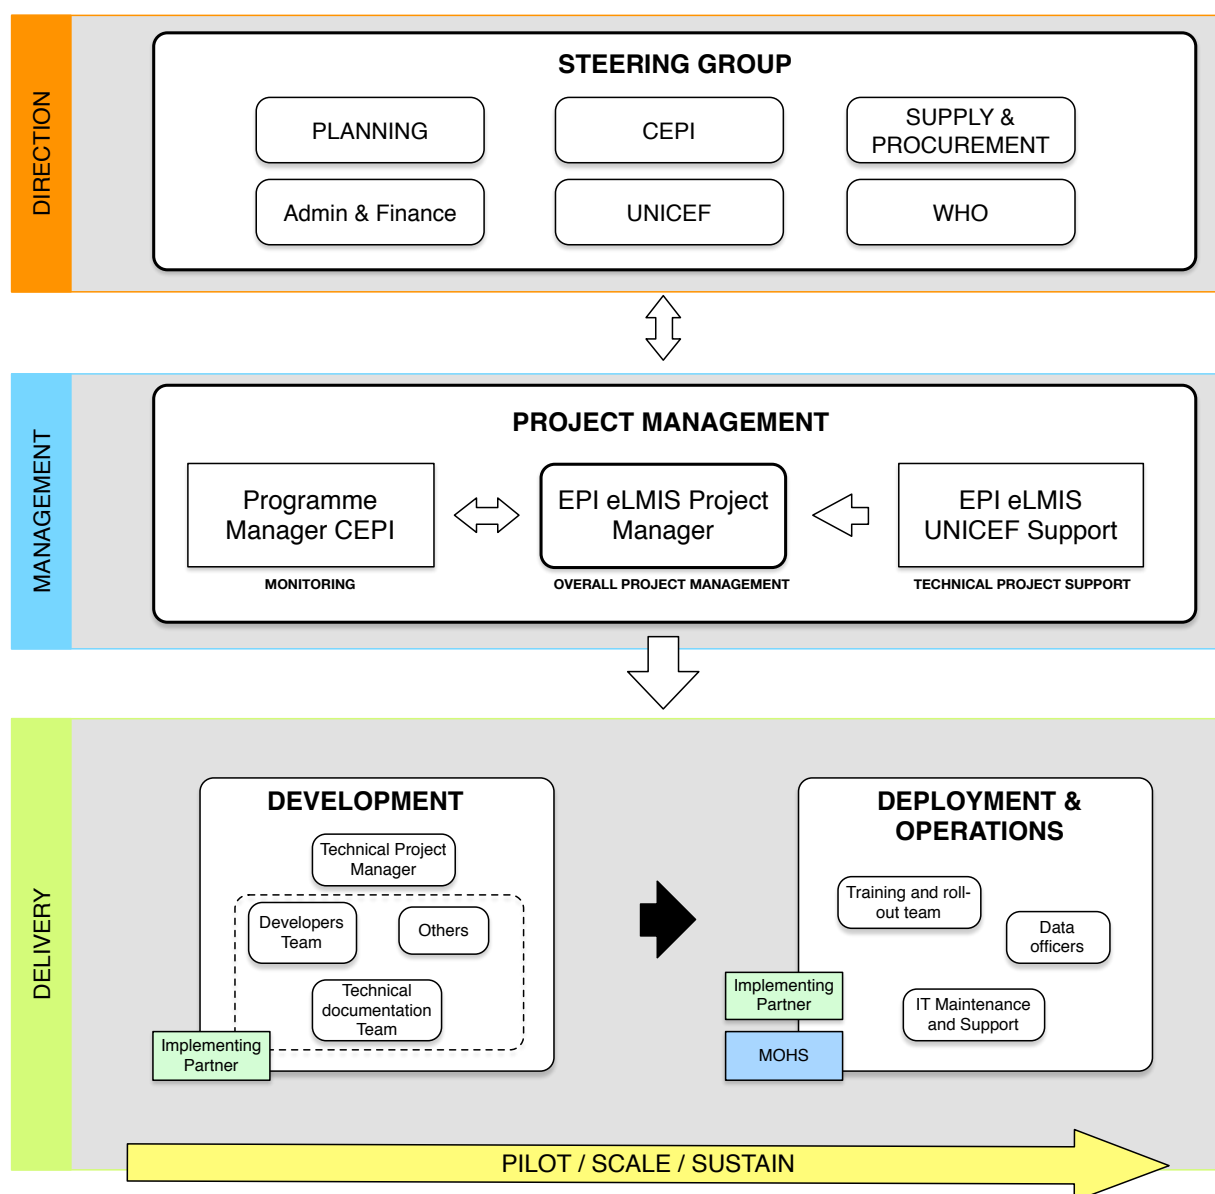 DIRECTION
STEERING GROUP
PLANNING
CEPI
SUPPLY &
PROCUREMENT
Admin & Finance
UNICEF
WHO
MANAGEMENT
PROJECT MANAGEMENT
Programme
Manager CEPI
EPI eLMIS Project
Manager
EPI eLMIS
UNICEF Support
MONITORING
OVERALL PROJECT MANAGEMENT
TECHNICAL PROJECT SUPPORT
DELIVERY
DEVELOPMENT
Technical Project
Manager
Developers
Team
Others
Technical
documentation
Team
Implementing
Partner
DEPLOYMENT &
OPERATIONS
Training and roll-
out team
Data
officers
Implementing
Partner
IT Maintenance
and Support
MOHS
PILOT / SCALE / SUSTAIN